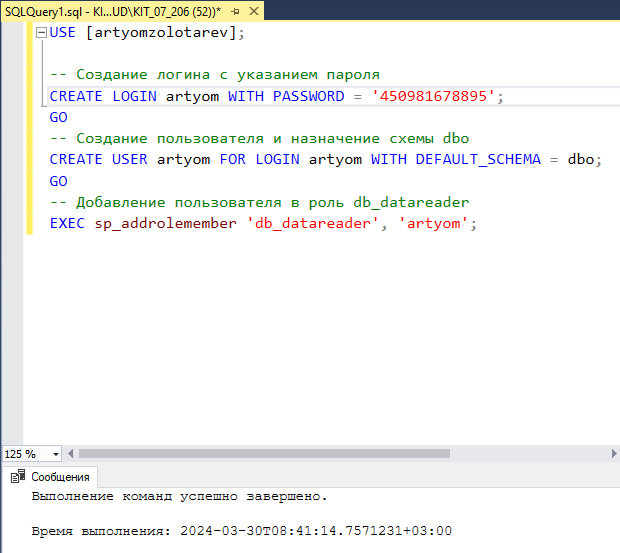 SQLQuery1.sql - KI...UD\KIT_07_206 (52))*
USE [artyomzolotarev];
-- Создание логина с указанием пароля
CREATE LOGIN artyom WITH PASSWORD = '450981678895';
GO
-- Создание пользователя и назначение схемы dbo
CREATE USER artyom FOR LOGIN artyom WITH DEFAULT_SCHEMA = dbo;
GO
-- Добавление пользователя в роль db_datareader
EXEC sp_addrolemember 'db_datareader', 'artyom';
125 %
Сообщения
Выполнение команд успешно завершено.
Время выполнения: 2024-03-30T08:41:14.7571231+03:00